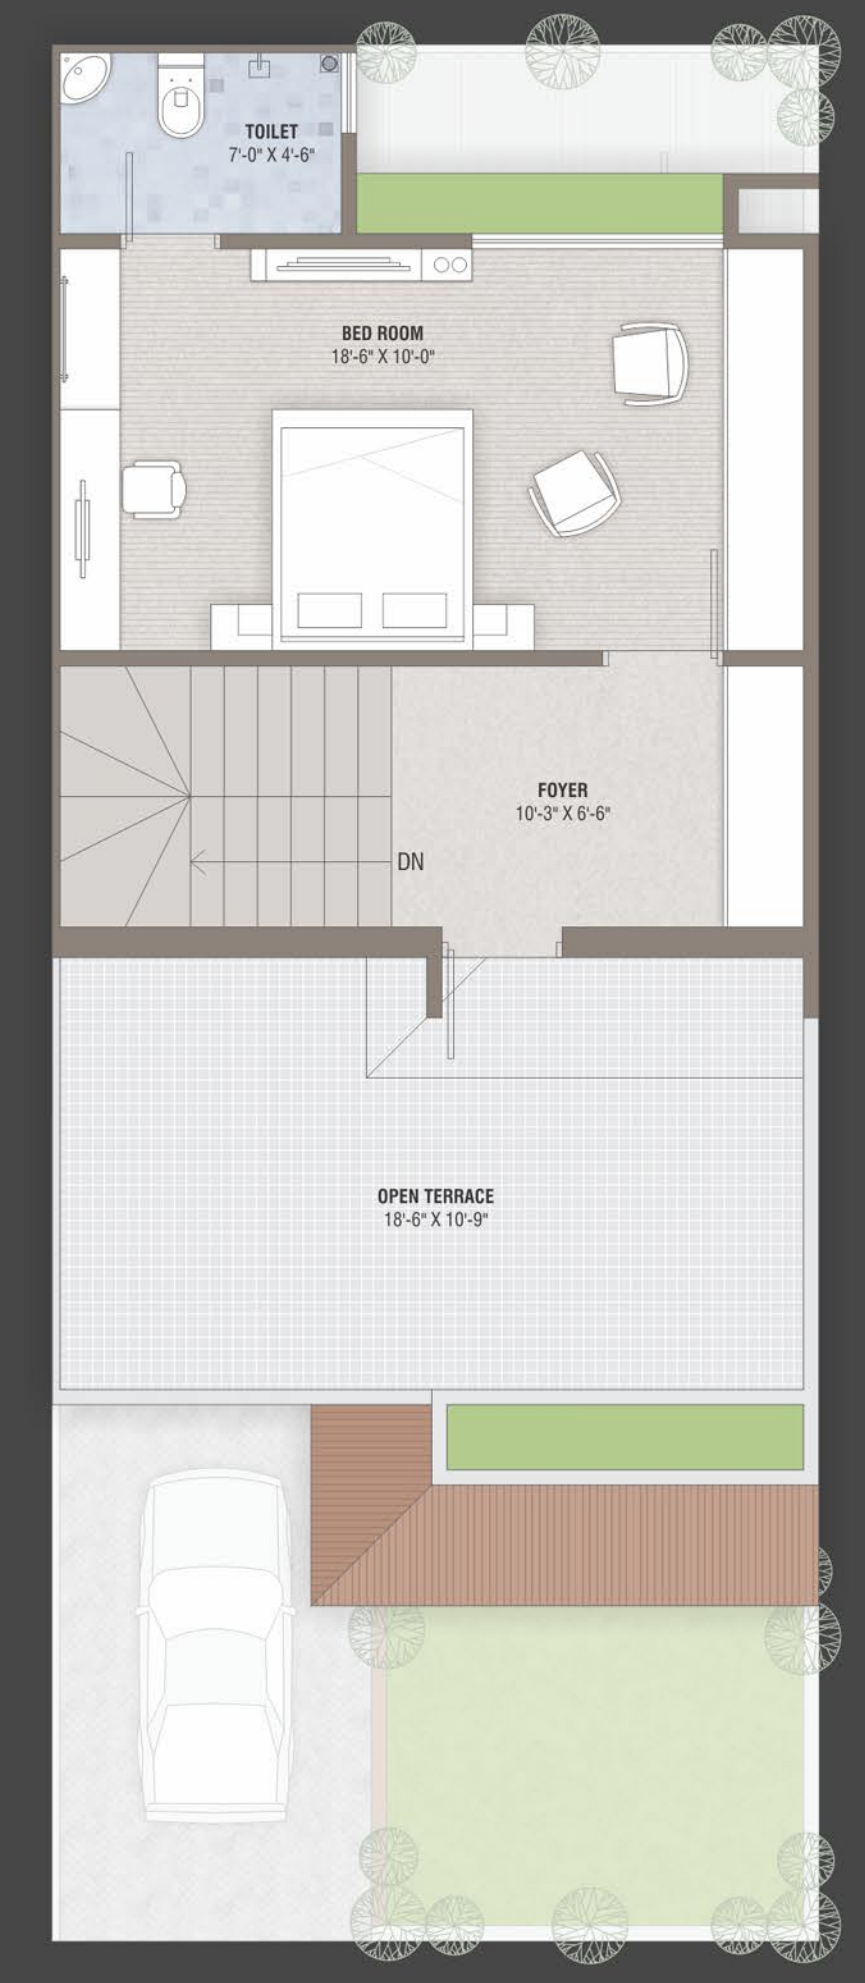 TOILET
7'-0" X 4'-6"
BED ROOM
18'-6" X 10'-0"
FOYER
10'-3" X 6'-6"
DN
OPEN TERRACE
18'-6" X 10'-9"